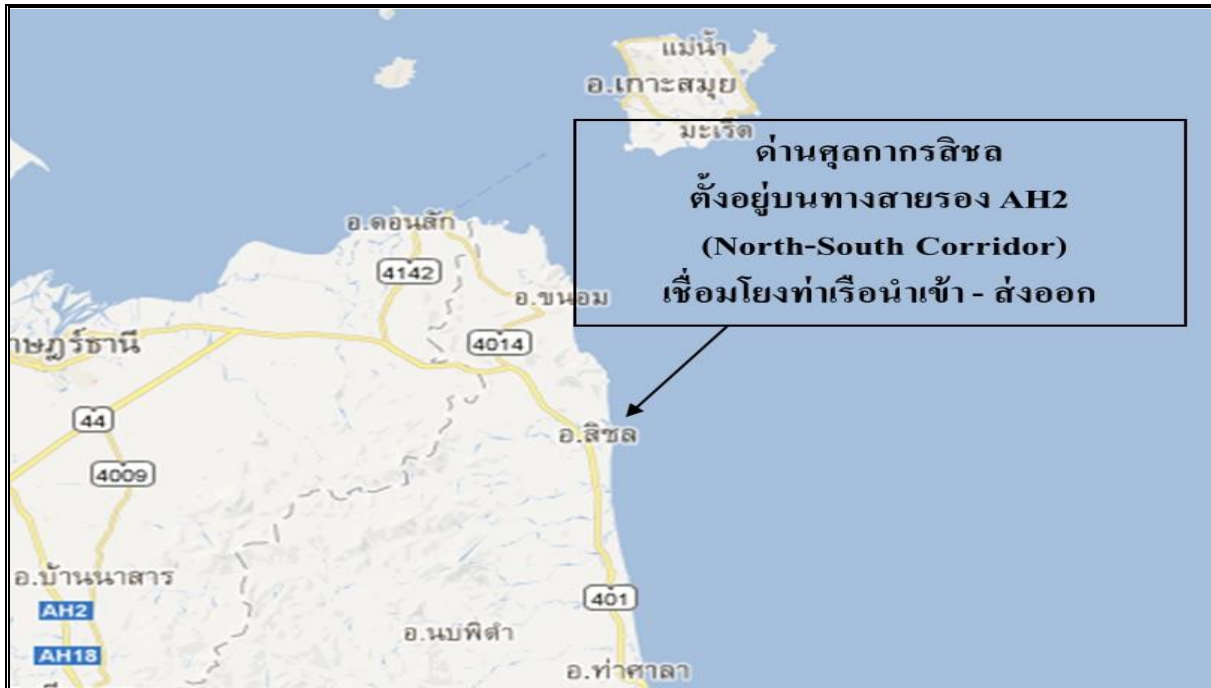 แม่น้ำ
อ.เกาะสมุย
มะเร็ต
ด่านศุลกากรสิชล
ตั้งอยู่บนทางสายรอง AH2
(North-South Corridor)
เชื่อมโยงท่าเรือนำเข้า - ส่งออก
อ.ดอนสัก
4142
อ.ขนอม
4014
าษฎร์ธานี
44
อ.สิชล
4009
อ.บ้านนาสาร
401
AH2
อ.นบพิตำ
AH18
อ.ท่าศาลา